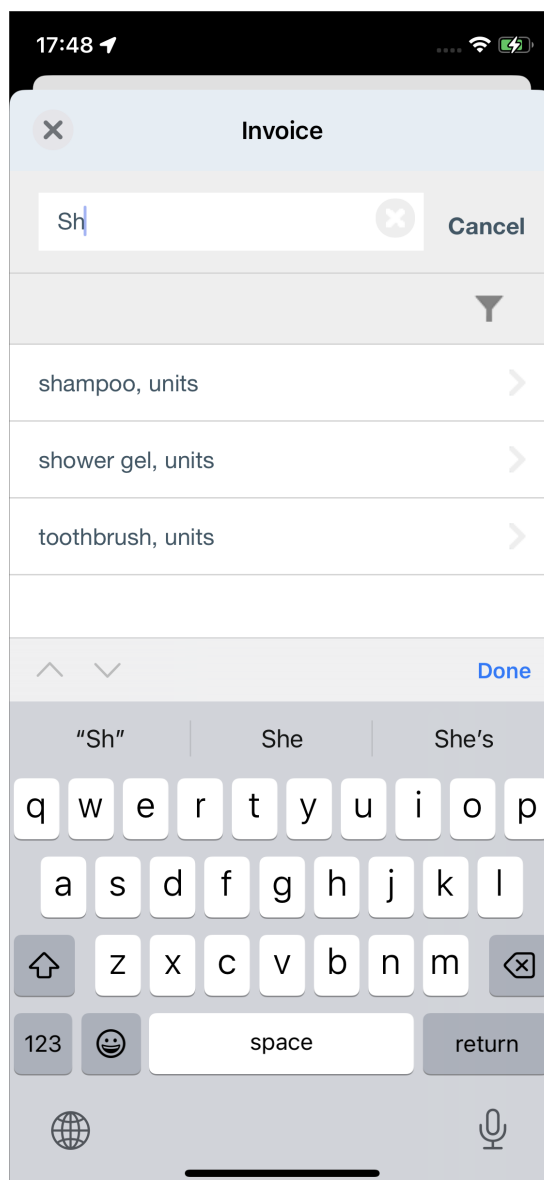 17:48
Invoice
Sh
Cancel
shampoo, units
shower gel, units
toothbrush, units
Done
“Sh” She She’s
q w e r t y u i o p
a s d f g h j k l
z x c v b n m
123 space return